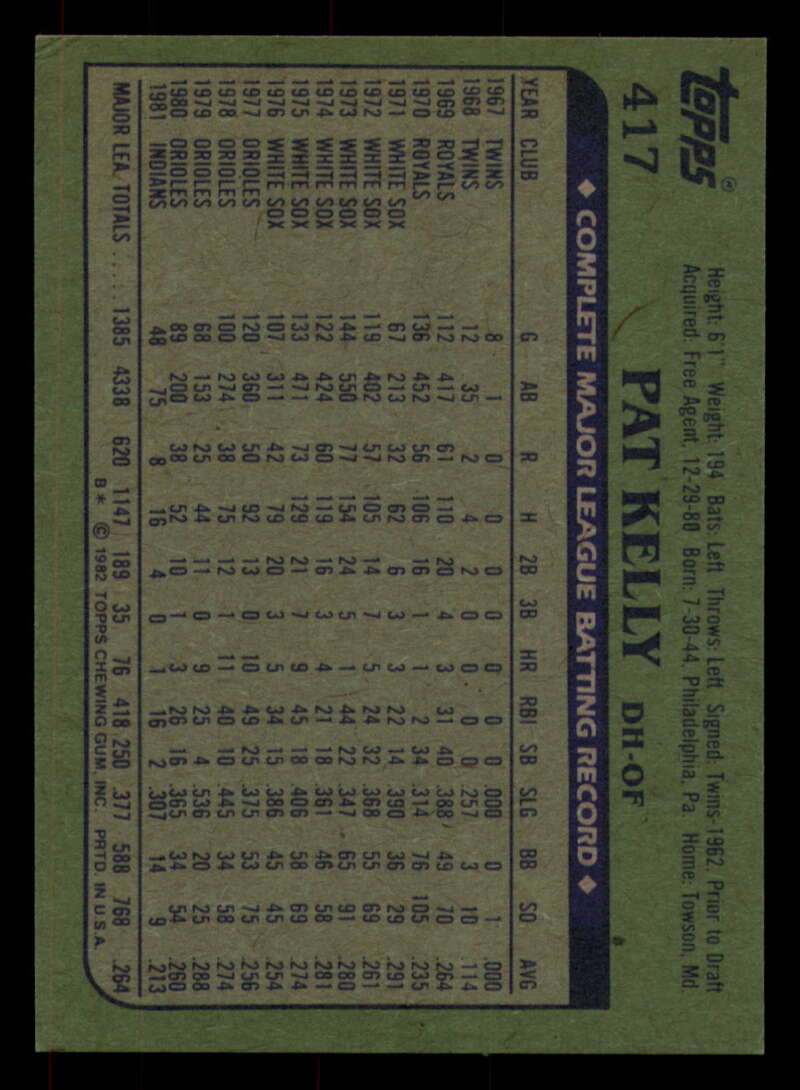 topps®
417 PAT KELLY DH-OF
Height: 6'1" Weight: 194 Bats: Left Throws: Left Signed: Twins-1962, Prior to Draft
Acquired: Free Agent, 12-29-80 Born: 7-30-44, Philadelphia, Pa. Home: Towson, Md.
◆ COMPLETE MAJOR LEAGUE BATTING RECORD ◆
YEAR CLUB G AB R H 2B 3B HR RBI SB SLG BB SO AVG
1967 TWINS 8 1 0 0 0 0 0 0 0 .000 0 1 .000
1968 TWINS 12 35 2 4 2 0 0 0 0 .257 3 10 .114
1969 ROYALS 112 417 61 110 20 4 3 31 40 .388 49 70 .264
1970 ROYALS 136 452 56 106 16 1 1 2 34 .314 76 105 .235
1971 WHITE SOX 67 213 32 62 6 3 3 22 14 .390 36 29 .291
1972 WHITE SOX 119 402 57 105 14 7 5 24 32 .368 55 69 .261
1973 WHITE SOX 144 550 77 154 24 5 1 44 22 .347 65 91 .280
1974 WHITE SOX 122 424 60 119 16 3 4 21 18 .361 46 58 .281
1975 WHITE SOX 133 471 73 129 21 7 9 45 18 .406 58 69 .274
1976 WHITE SOX 107 311 42 79 20 3 5 34 15 .386 45 45 .254
1977 ORIOLES 120 360 50 92 13 0 10 49 25 .375 53 75 .256
1978 ORIOLES 100 274 38 75 12 1 11 40 10 .445 34 58 .274
1979 ORIOLES 68 153 25 44 11 0 9 25 4 .536 20 25 .288
1980 ORIOLES 89 200 38 52 10 1 3 26 16 .365 34 54 .260
1981 INDIANS 48 75 8 16 4 0 1 16 2 .307 14 9 .213
MAJOR LEA. TOTALS ..... 1385 4338 620 1147 189 35 76 418 250 .377 588 768 .264
B* © 1982 TOPPS CHEWING GUM, INC. PRTD. IN U.S.A.